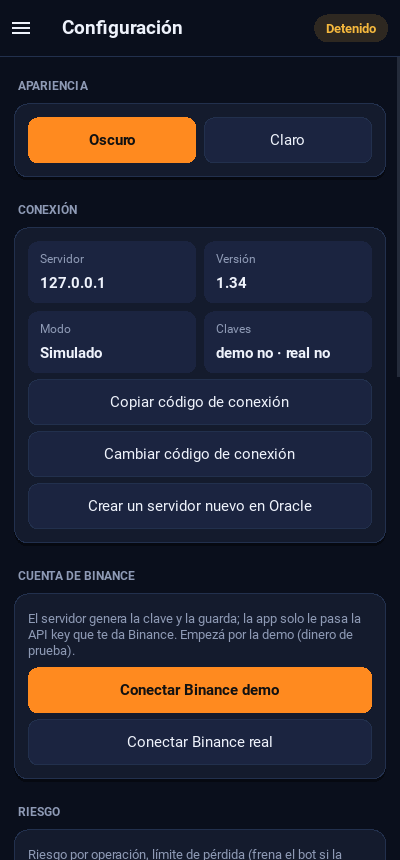 Configuración
Detenido
APARIENCIA
Oscuro
Claro
CONEXIÓN
Servidor
127.0.0.1
Versión
1.34
Modo
Simulado
Claves
demo no · real no
Copiar código de conexión
Cambiar código de conexión
Crear un servidor nuevo en Oracle
CUENTA DE BINANCE
El servidor genera la clave y la guarda; la app solo le pasa la
API key que te da Binance. Empezá por la demo (dinero de
prueba).
Conectar Binance demo
Conectar Binance real
RIESGO
Riesgo por operación, límite de pérdida (frena el bot si la